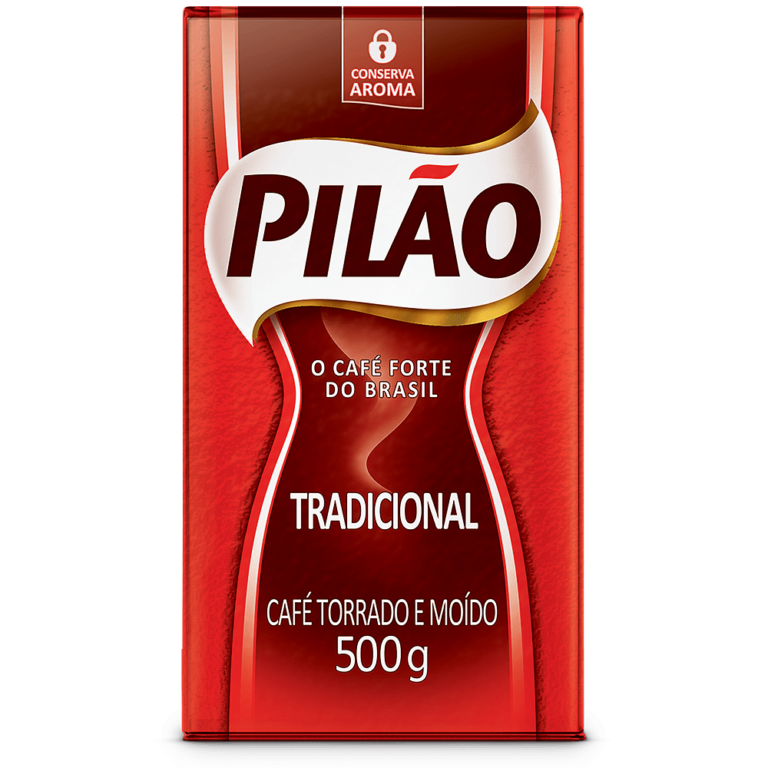 CONSERVA
AROMA
PILÃO
O CAFÉ FORTE
DO BRASIL
TRADICIONAL
CAFÉ TORRADO E MOÍDO
500 g